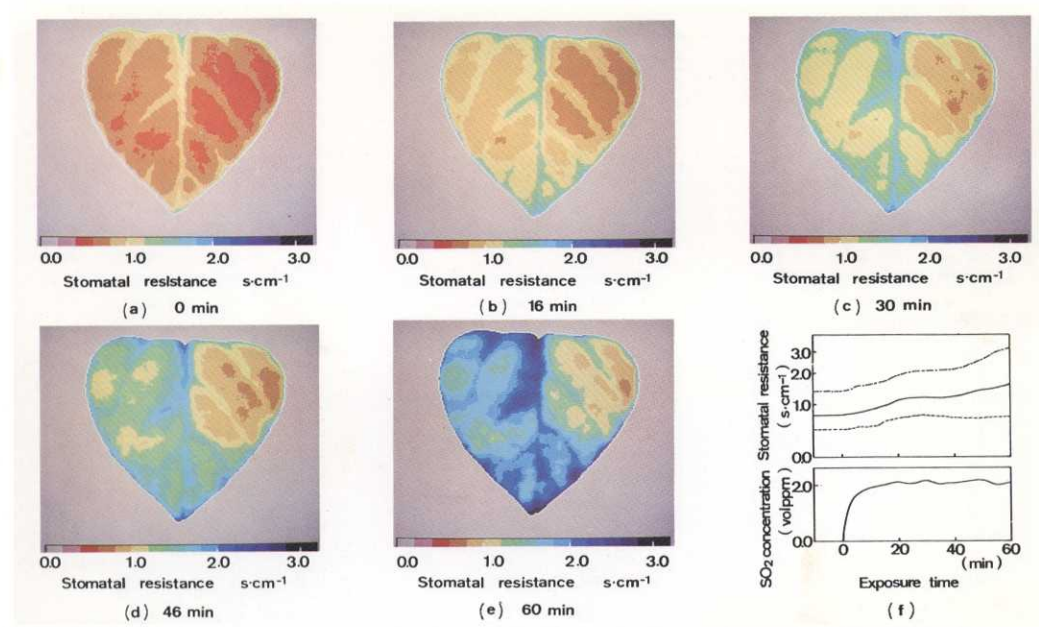 0.0 1.0 2.0 3.0
Stomatal resistance s·cm-1
(a) 0 min
0.0 1.0 2.0 3.0
Stomatal resistance s·cm-1
(b) 16 min
0.0 1.0 2.0 3.0
Stomatal resistance s·cm-1
(c) 30 min
0.0 1.0 2.0 3.0
Stomatal resistance s·cm-1
(d) 46 min
0.0 1.0 2.0 3.0
Stomatal resistance s·cm-1
(e) 60 min
Stomatal resistance
(s·cm-1)
3.0
2.0
1.0
0.0
SO2 concentration
(volppm)
2.0
0.0
0 20 40 60
(min)
Exposure time
(f)